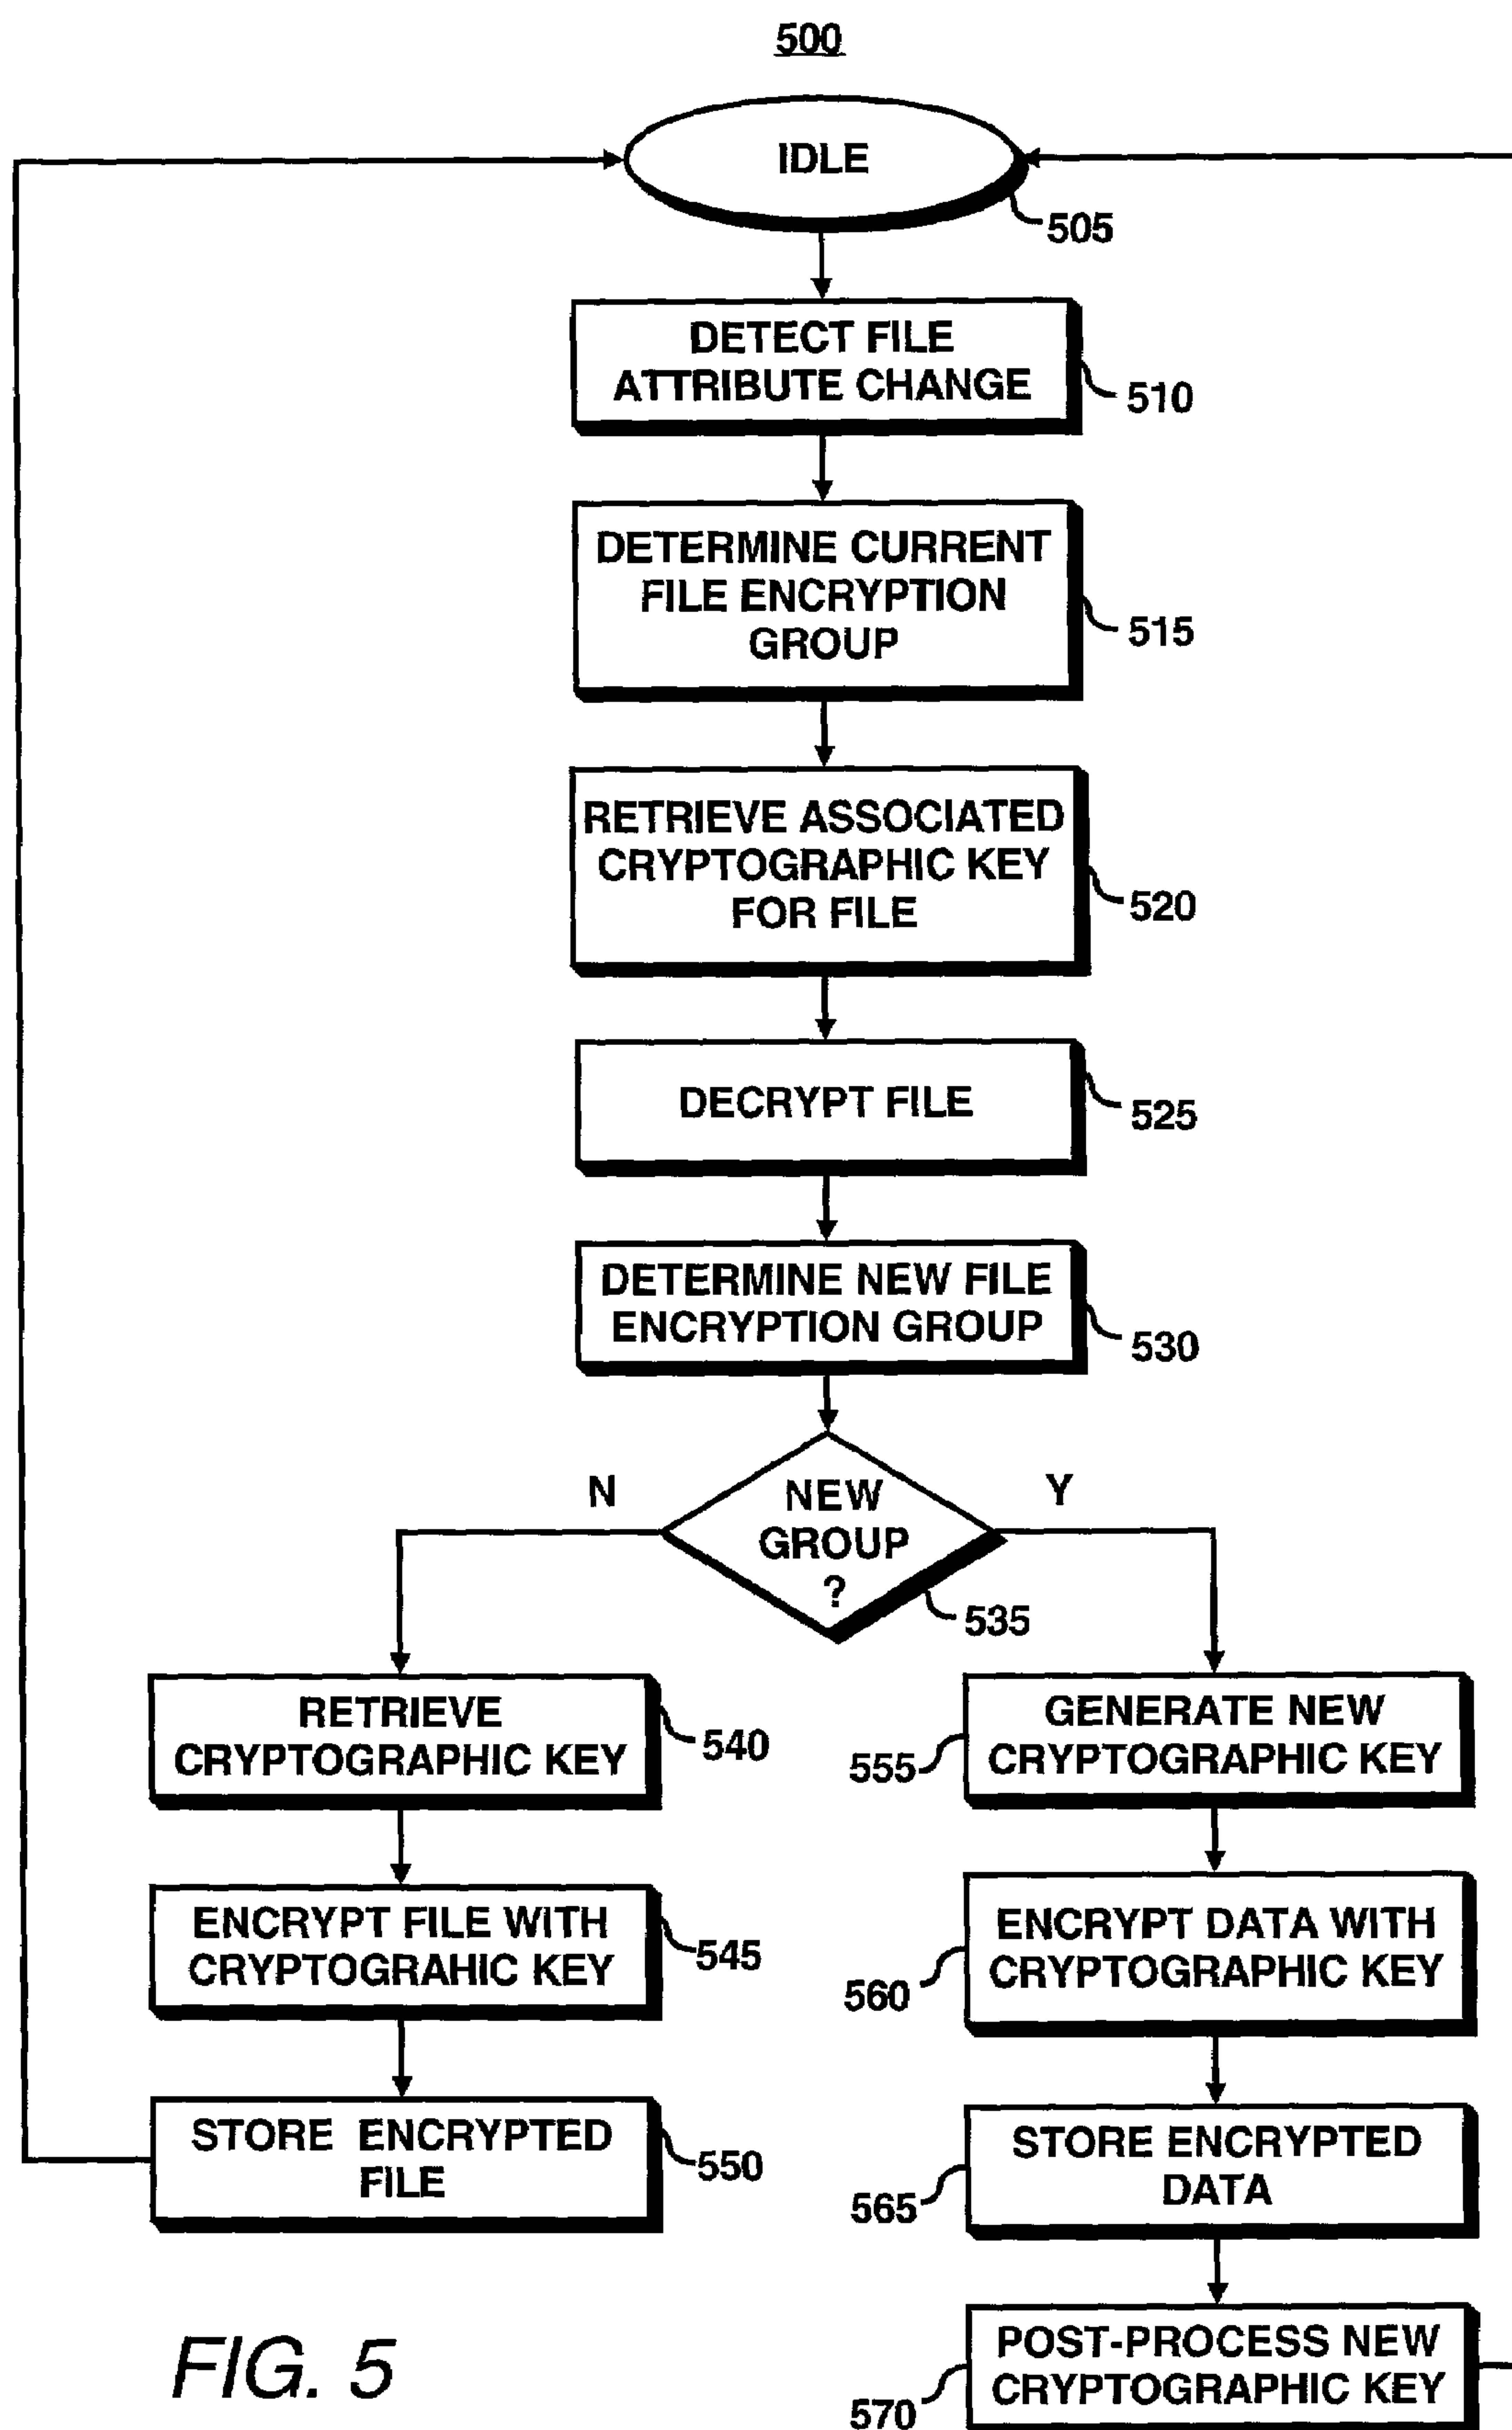 500
IDLE
505
DETECT FILE
ATTRIBUTE CHANGE
510
DETERMINE CURRENT
FILE ENCRYPTION
GROUP
515
RETRIEVE ASSOCIATED
CRYPTOGRAPHIC KEY
FOR FILE
520
DECRYPT FILE
525
DETERMINE NEW FILE
ENCRYPTION GROUP
530
N
NEW
GROUP
?
Y
535
RETRIEVE
CRYPTOGRAPHIC KEY
540
ENCRYPT FILE WITH
CRYPTOGRAHIC KEY
545
STORE ENCRYPTED
FILE
550
GENERATE NEW
CRYPTOGRAPHIC KEY
555
ENCRYPT DATA WITH
CRYPTOGRAPHIC KEY
560
STORE ENCRYPTED
DATA
565
POST-PROCESS NEW
CRYPTOGRAPHIC KEY
570
FIG. 5